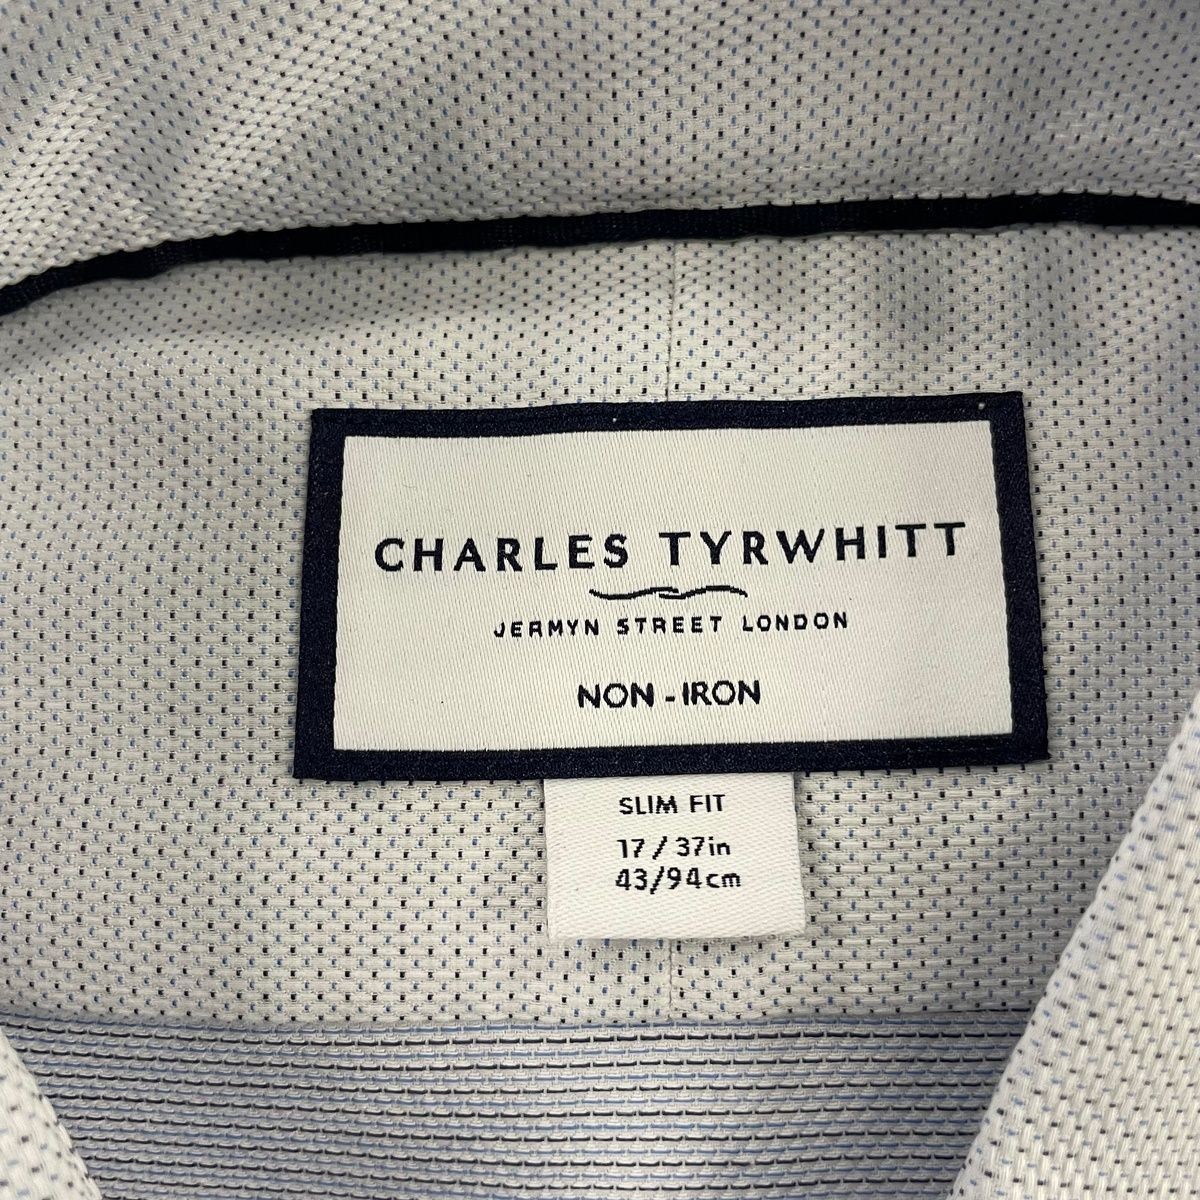 CHARLES TYRWHITT
JERMYN STREET LONDON
NON - IRON
SLIM FIT
17 / 37in
43/94cm